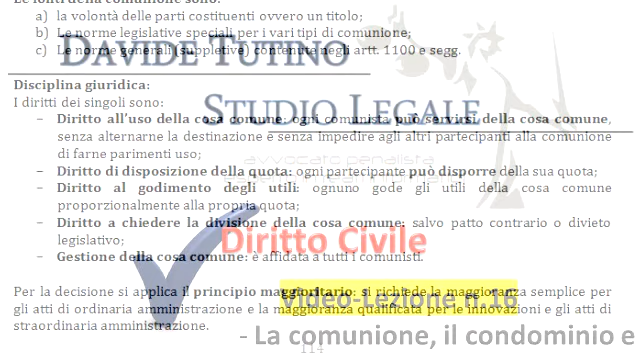 Le fonti della comunione sono:
a) la volontà delle parti costituenti ovvero un titolo;
b) Le norme legislative speciali per i vari tipi di comunione;
c) Le norme generali (suppletive) contenute negli artt. 1100 e segg.
DAVIDE TUTINO
Disciplina giuridica:
I diritti dei singoli sono:
STUDIO LEGALE
– Diritto all'uso della cosa comune: ogni comunista può servirsi della cosa comune,
senza alternarne la destinazione e senza impedire agli altri partecipanti alla comunione
di farne parimenti uso;
avvocato penalista
– Diritto di disposizione della quota: ogni partecipante può disporre della sua quota;
– Diritto al godimento degli utili: ognuno gode gli utili della cosa comune
proporzionalmente alla propria quota;
– Diritto a chiedere la divisione della cosa comune: salvo patto contrario o divieto
legislativo;
Diritto Civile
– Gestione della cosa comune: è affidata a tutti i comunisti.
Per la decisione si applica il principio maggioritario: si richiede la maggioranza semplice per
Video-Lezione n.16
gli atti di ordinaria amministrazione e la maggioranza qualificata per le innovazioni e gli atti di
straordinaria amministrazione.
- La comunione, il condominio e
114